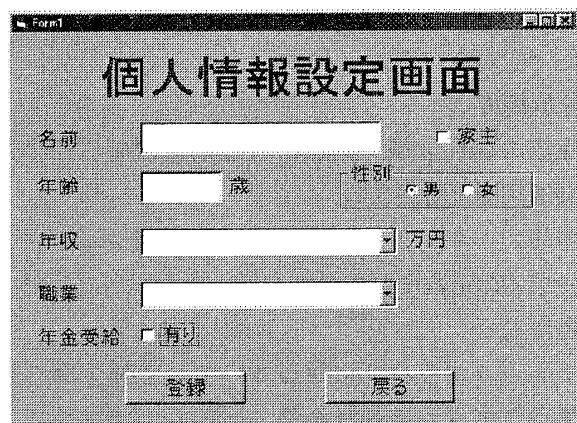 Form1
個人情報設定画面
名前 家主
年齢 歳 性別 男 女
年収 万円
職業
年金受給 有り
登録 戻る